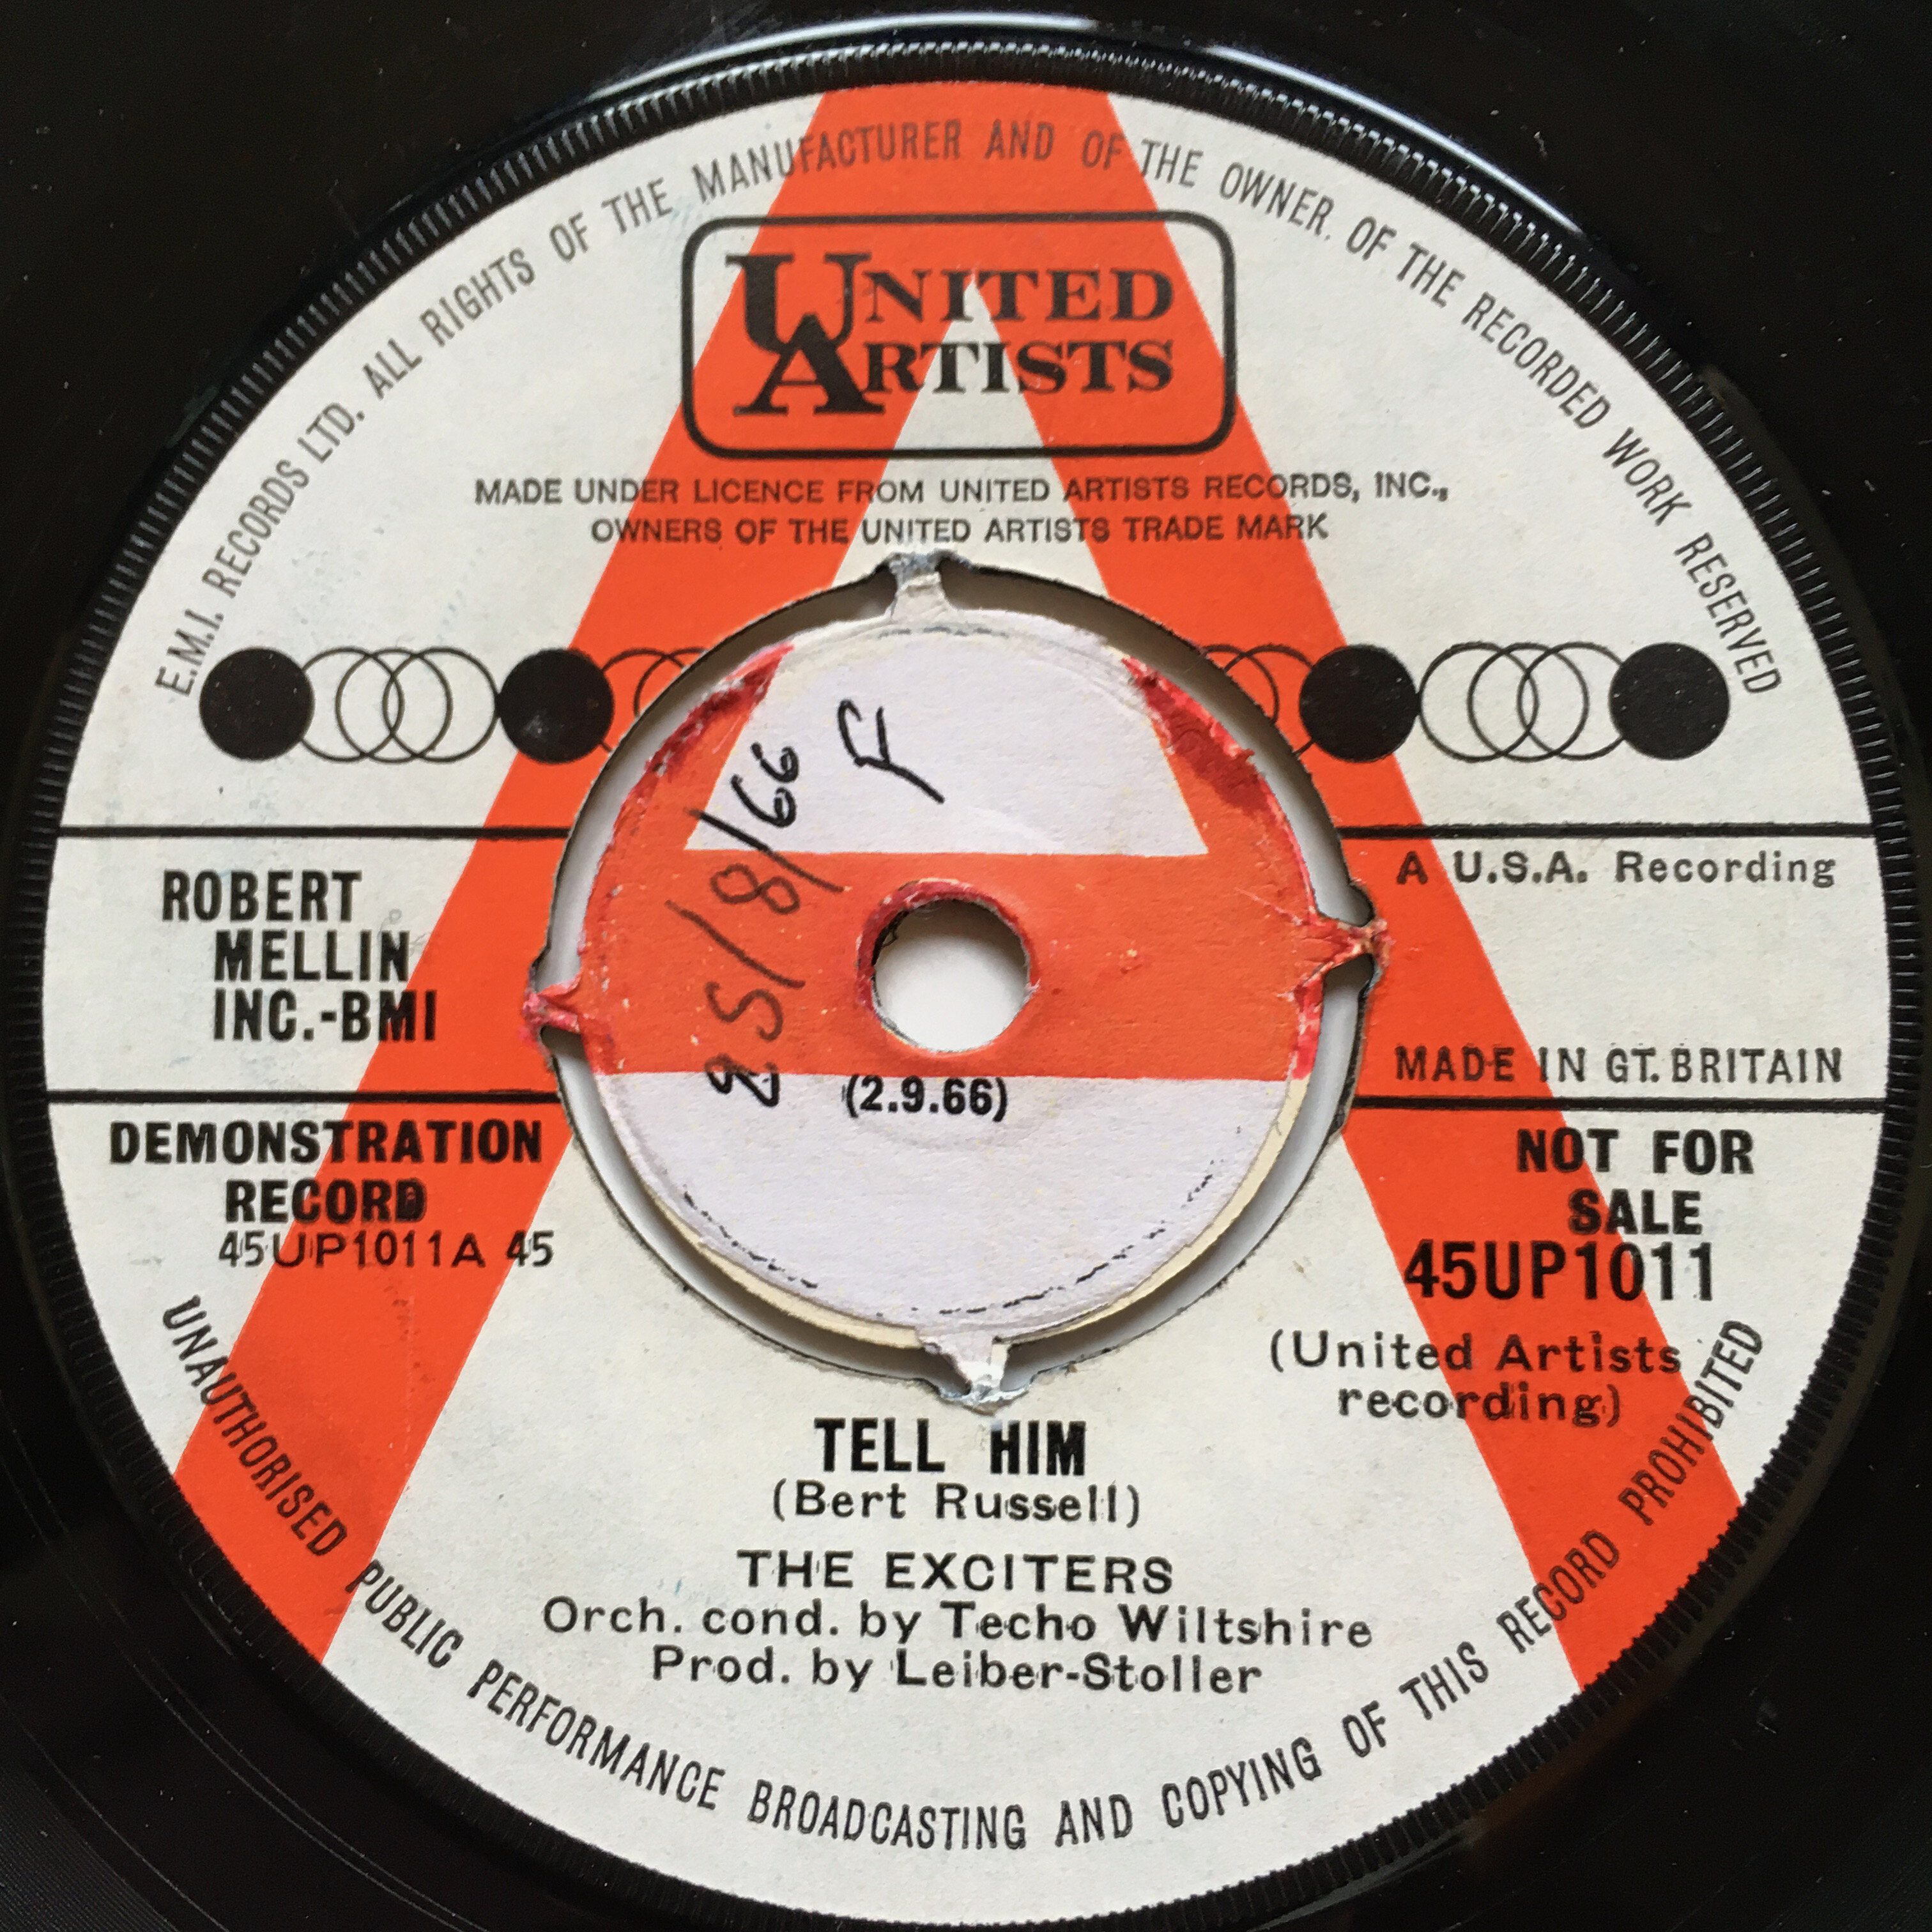 E.M.I. RECORDS LTD. ALL RIGHTS OF THE MANUFACTURER AND OF THE OWNER OF THE RECORDED WORK RESERVED
UNITED
ARTISTS
MADE UNDER LICENCE FROM UNITED ARTISTS RECORDS, INC.,
OWNERS OF THE UNITED ARTISTS TRADE MARK
ROBERT
MELLIN
INC.-BMI
A U.S.A. Recording
MADE IN GT. BRITAIN
25/8/66
(2.9.66)
DEMONSTRATION
RECORD
45UP1011A 45
NOT FOR
SALE
45UP1011
(United Artists
recording)
TELL HIM
(Bert Russell)
THE EXCITERS
Orch. cond. by Techo Wiltshire
Prod. by Leiber-Stoller
UNAUTHORISED PUBLIC PERFORMANCE BROADCASTING AND COPYING OF THIS RECORD PROHIBITED